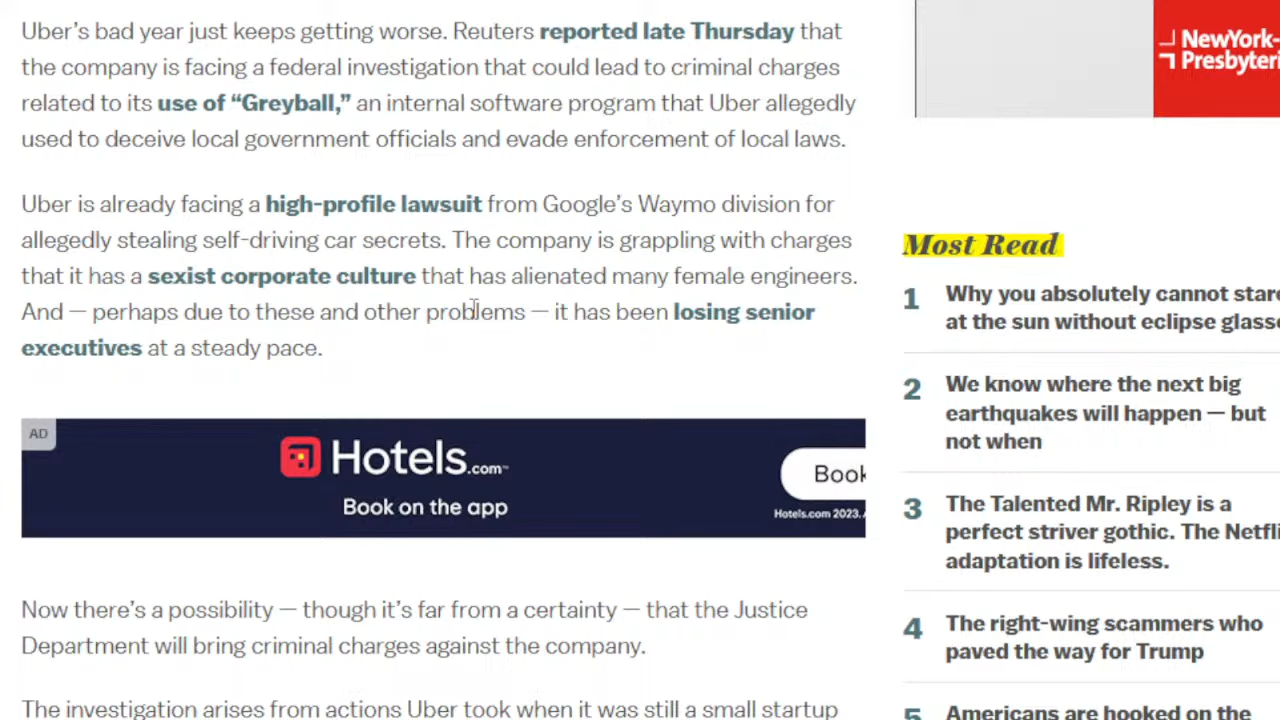 Uber's bad year just keeps getting worse. Reuters reported late Thursday that
the company is facing a federal investigation that could lead to criminal charges
related to its use of “Greyball,” an internal software program that Uber allegedly
used to deceive local government officials and evade enforcement of local laws.
Uber is already facing a high-profile lawsuit from Google's Waymo division for
allegedly stealing self-driving car secrets. The company is grappling with charges
that it has a sexist corporate culture that has alienated many female engineers.
And — perhaps due to these and other problems — it has been losing senior
executives at a steady pace.
AD
Hotels.com™
Book on the app
Book
Hotels.com 2023.
Now there's a possibility — though it's far from a certainty — that the Justice
Department will bring criminal charges against the company.
The investigation arises from actions Uber took when it was still a small startup
NewYork-
Presbyteri
Most Read
1 Why you absolutely cannot stare
at the sun without eclipse glasse
2 We know where the next big
earthquakes will happen — but
not when
3 The Talented Mr. Ripley is a
perfect striver gothic. The Netfli
adaptation is lifeless.
4 The right-wing scammers who
paved the way for Trump
5 Americans are hooked on the